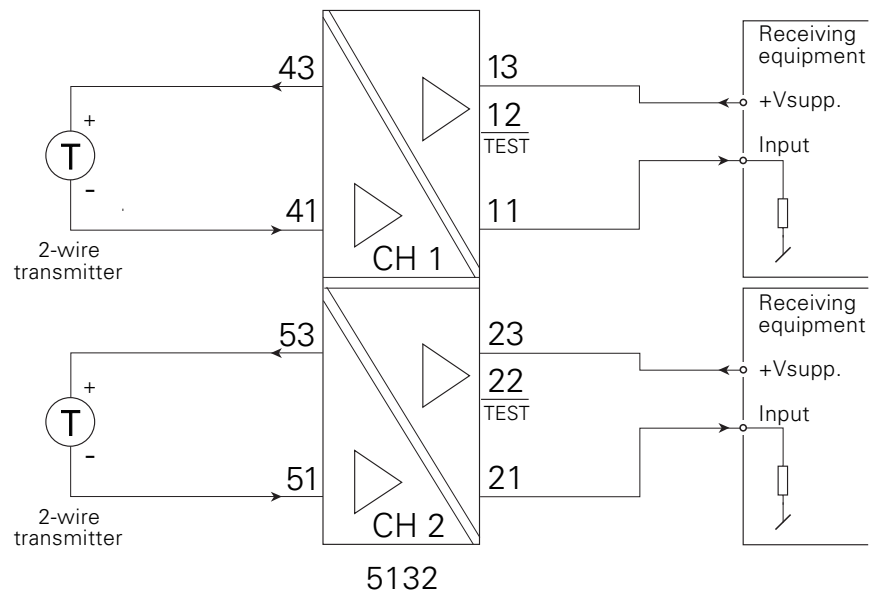 Receiving
equipment
43
13
+Vsupp.
+
12
TEST
Input
T
-
41
11
2-wire
transmitter
CH 1
Receiving
equipment
53
23
+Vsupp.
+
22
TEST
Input
T
-
51
21
2-wire
transmitter
CH 2
5132